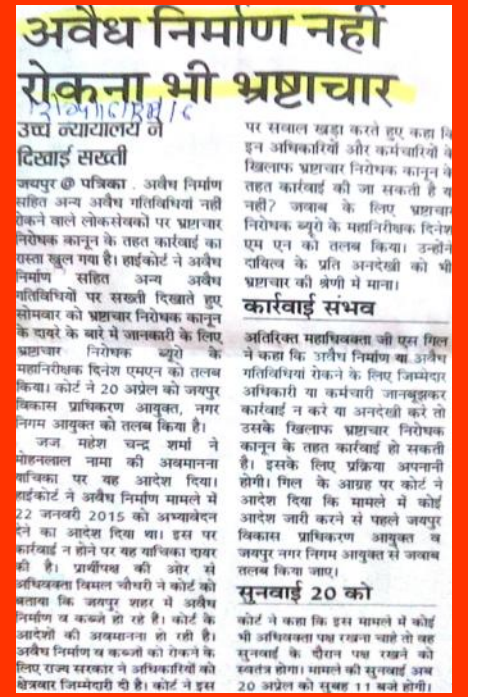 अवैध निर्माण नहीं
रोकना भी भ्रष्टाचार
उच्च न्यायालय ने
दिखाई सख्ती
जयपुर @ पत्रिका . अवैध निर्माण
सहित अन्य अवैध गतिविधियां नहीं
रोकने वाले लोकसेवकों पर भ्रष्टाचार
निरोधक कानून के तहत कार्रवाई का
रास्ता खुल गया है। हाईकोर्ट ने अवैध
निर्माण सहित अन्य अवैध
गतिविधियों पर सख्ती दिखाते हुए
सोमवार को भ्रष्टाचार निरोधक कानून
के दायरे के बारे में जानकारी के लिए
भ्रष्टाचार निरोधक ब्यूरो के
महानिरीक्षक दिनेश एमएन को तलब
किया। कोर्ट ने 20 अप्रेल को जयपुर
विकास प्राधिकरण आयुक्त, नगर
निगम आयुक्त को तलब किया है।
जज महेश चन्द्र शर्मा ने
मोहनलाल नामा की अवमानना
याचिका पर यह आदेश दिया।
हाईकोर्ट ने अवैध निर्माण मामले में
22 जनवरी 2015 को अभ्यावेदन
देने का आदेश दिया था। इस पर
कार्रवाई न होने पर यह याचिका दायर
की है। प्रार्थीपक्ष की ओर से
अधिवक्ता विमल चौधरी ने कोर्ट को
बताया कि जयपुर शहर में अवैध
निर्माण व कब्जे हो रहे है। कोर्ट के
आदेशों की अवमानना हो रही है।
अवैध निर्माण व कब्जों को रोकने के
लिए राज्य सरकार ने अधिकारियों को
क्षेत्रवार जिम्मेदारी दी है। कोर्ट ने इस
पर सवाल खड़ा करते हुए कहा कि
इन अधिकारियों और कर्मचारियों के
खिलाफ भ्रष्टाचार निरोधक कानून के
तहत कार्रवाई की जा सकती है या
नहीं? जवाब के लिए भ्रष्टाचार
निरोधक ब्यूरो के महानिरीक्षक दिनेश
एम एन को तलब किया। उन्होंने
दायित्व के प्रति अनदेखी को भी
भ्रष्टाचार की श्रेणी में माना।
कार्रवाई संभव
अतिरिक्त महाधिवक्ता जी एस गिल
ने कहा कि अवैध निर्माण या अवैध
गतिविधियां रोकने के लिए जिम्मेदार
अधिकारी या कर्मचारी जानबूझकर
कार्रवाई न करे या अनदेखी करे तो
उसके खिलाफ भ्रष्टाचार निरोधक
कानून के तहत कार्रवाई हो सकती
है। इसके लिए प्रक्रिया अपनानी
होगी। गिल के आग्रह पर कोर्ट ने
आदेश दिया कि मामले में कोई
आदेश जारी करने से पहले जयपुर
विकास प्राधिकरण आयुक्त व
जयपुर नगर निगम आयुक्त से जवाब
तलब किया जाए।
सुनवाई 20 को
कोर्ट ने कहा कि इस मामले में कोई
भी अधिवक्ता पक्ष रखना चाहे तो वह
सुनवाई के दौरान पक्ष रखने को
स्वतंत्र होगा। मामले की सुनवाई अब
20 अप्रेल को सुबह 11 बजे होगी।